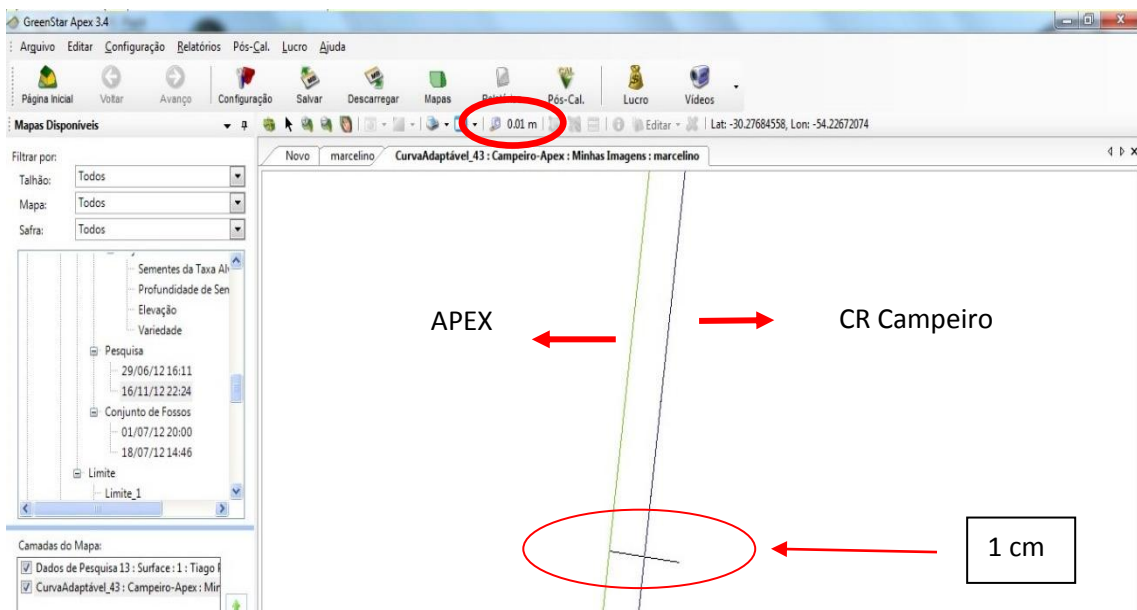 GreenStar Apex 3.4
Arquivo Editar Configuração Relatórios Pós-Cal. Lucro Ajuda
Página Inicial Voltar Avanço Configuração Salvar Descarregar Mapas Relatórios Pós-Cal. Lucro Vídeos
Mapas Disponíveis
0.01 m Editar Lat: -30.27684558, Lon: -54.22672074
Novo marcelino CurvaAdaptável_43 : Campeiro-Apex : Minhas Imagens : marcelino
Filtrar por:
Talhão: Todos
Mapa: Todos
Safra: Todos
Sementes da Taxa Alv
Profundidade de Sem
Elevação
Variedade
Pesquisa
29/06/12 16:11
16/11/12 22:24
Conjunto de Fossos
01/07/12 20:00
18/07/12 14:46
Limite
Limite_1
APEX
CR Campeiro
1 cm
Camadas do Mapa:
Dados de Pesquisa 13 : Surface : 1 : Tiago
CurvaAdaptável_43 : Campeiro-Apex :